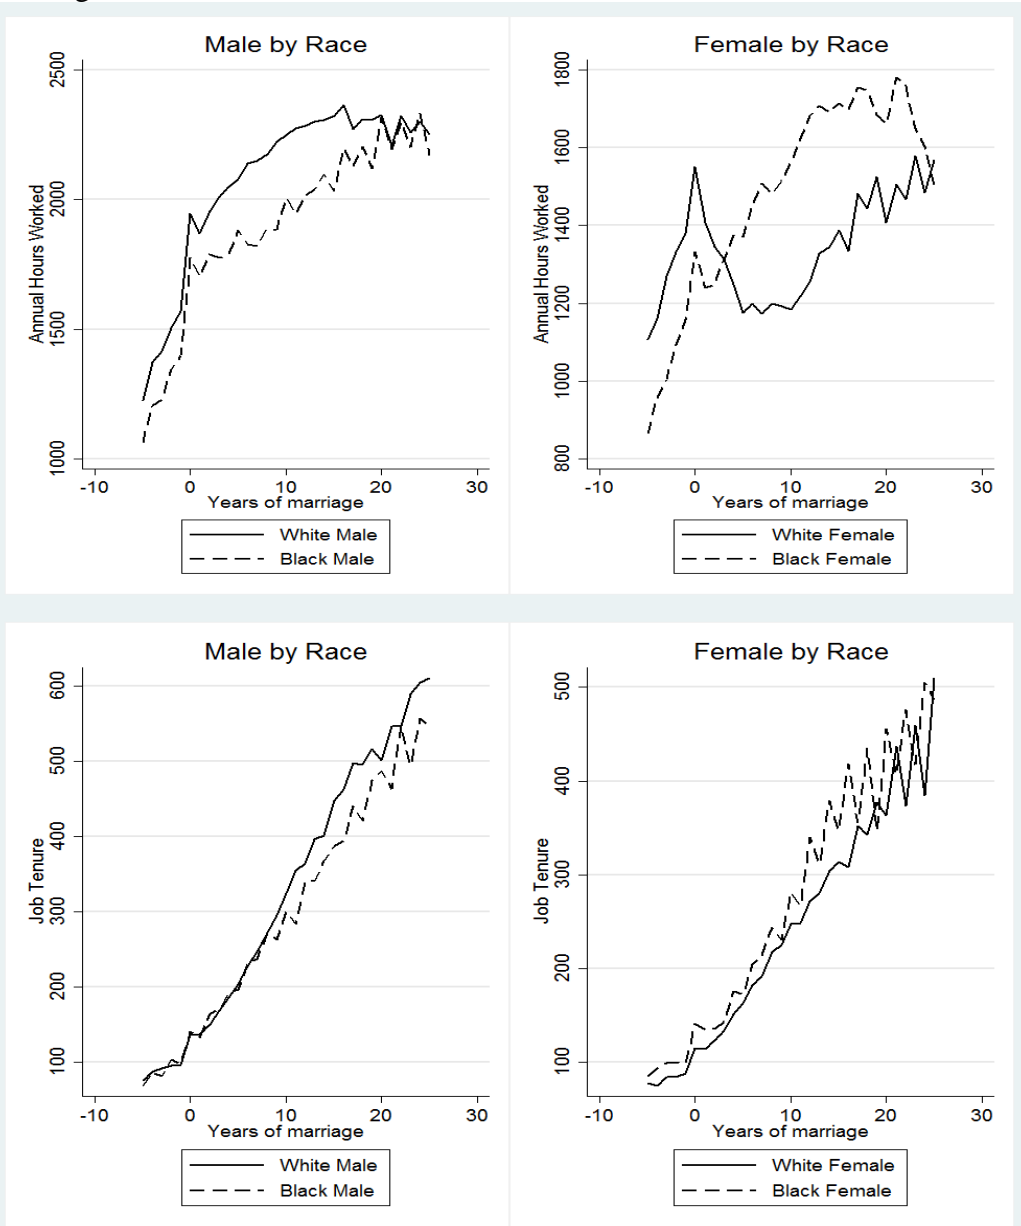 Male by Race
Annual Hours Worked
2500
2000
1500
1000
-10 0 10 20 30
Years of marriage
White Male
Black Male
Female by Race
Annual Hours Worked
1800
1600
1400
1200
1000
800
-10 0 10 20 30
Years of marriage
White Female
Black Female
Male by Race
Job Tenure
600
500
400
300
200
100
-10 0 10 20 30
Years of marriage
White Male
Black Male
Female by Race
Job Tenure
500
400
300
200
100
-10 0 10 20 30
Years of marriage
White Female
Black Female